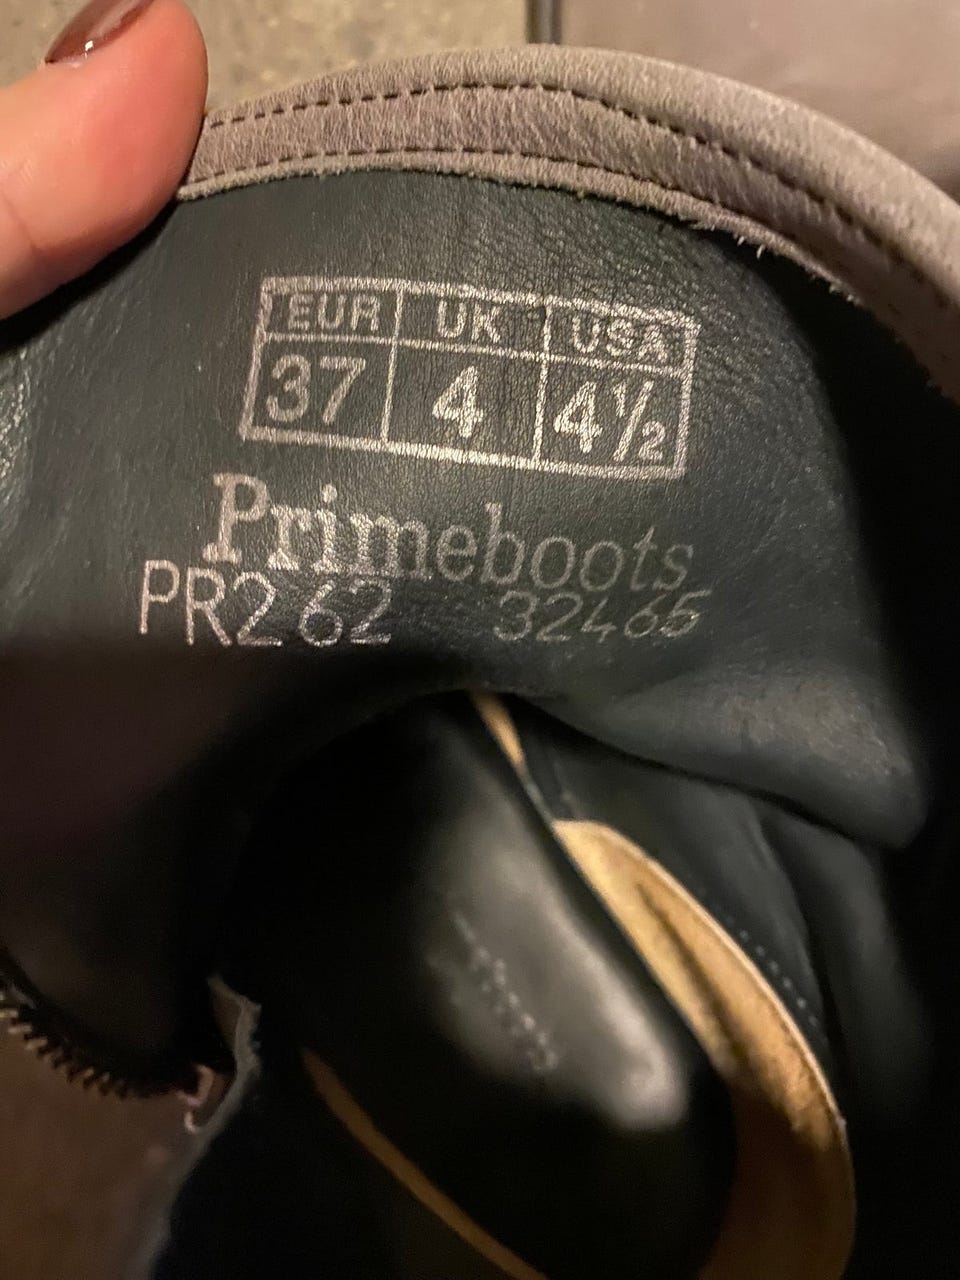 EUR UK USA
37 4 4½
Primeboots
PR262 32465